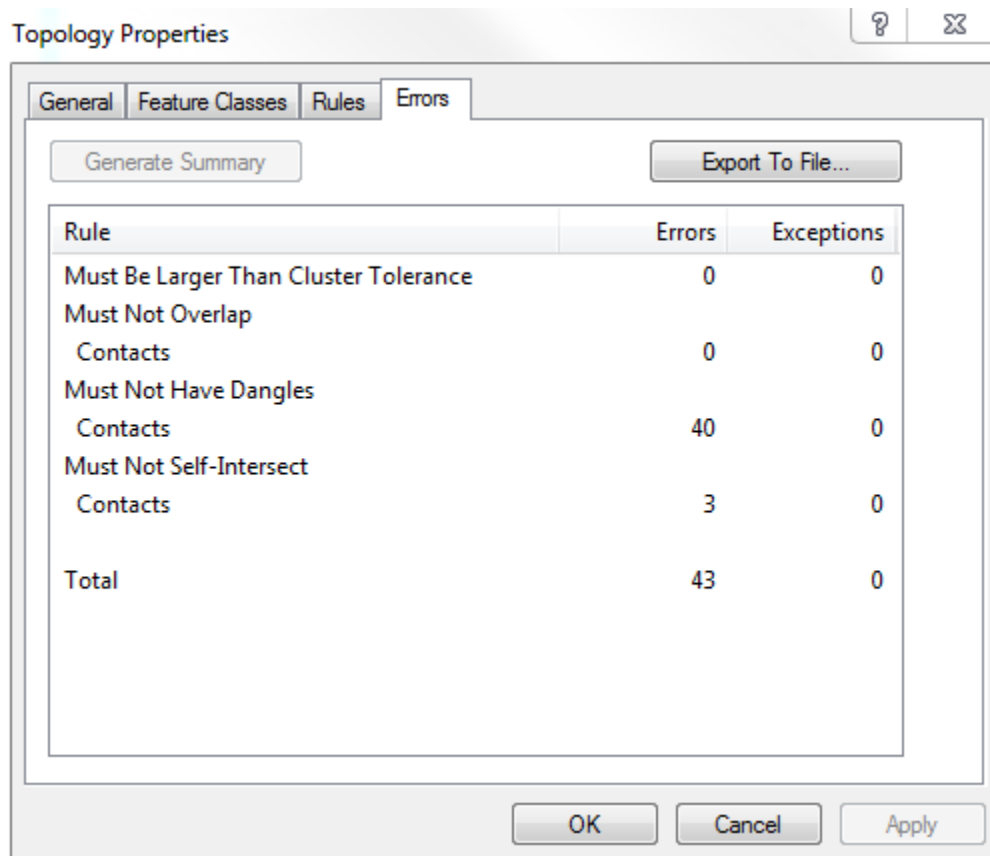 Topology Properties
General Feature Classes Rules Errors
Generate Summary Export To File...
Rule Errors Exceptions
Must Be Larger Than Cluster Tolerance 0 0
Must Not Overlap
Contacts 0 0
Must Not Have Dangles
Contacts 40 0
Must Not Self-Intersect
Contacts 3 0
Total 43 0
OK Cancel Apply